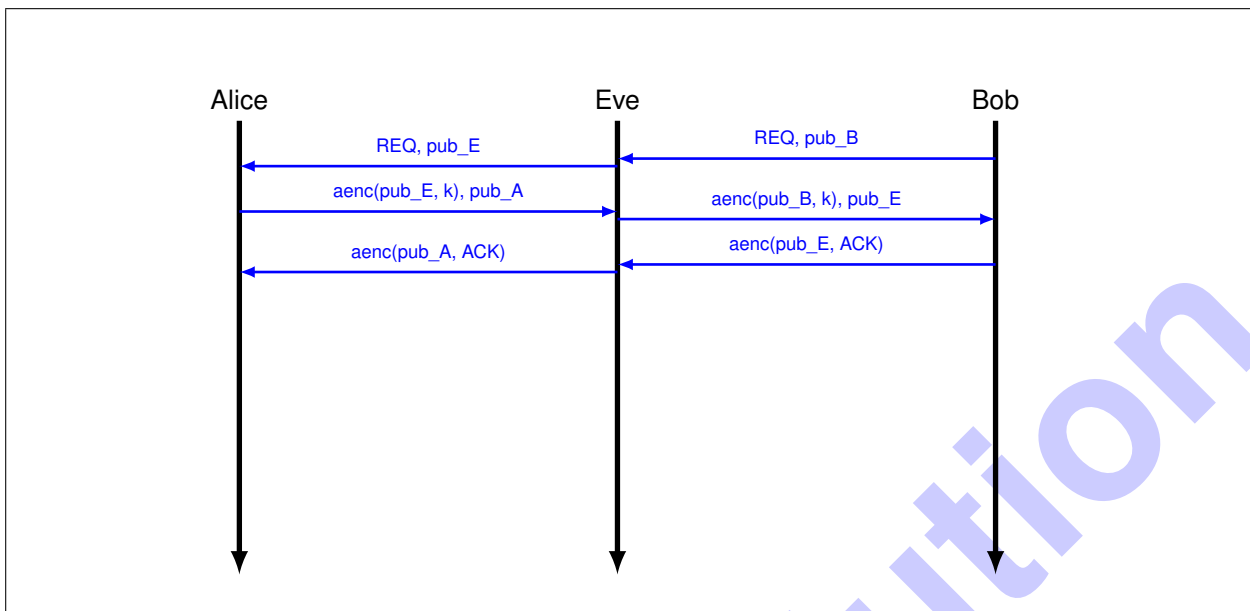 Alice Eve Bob
REQ, pub_E
REQ, pub_B
aenc(pub_E, k), pub_A
aenc(pub_B, k), pub_E
aenc(pub_A, ACK)
aenc(pub_E, ACK)
ution